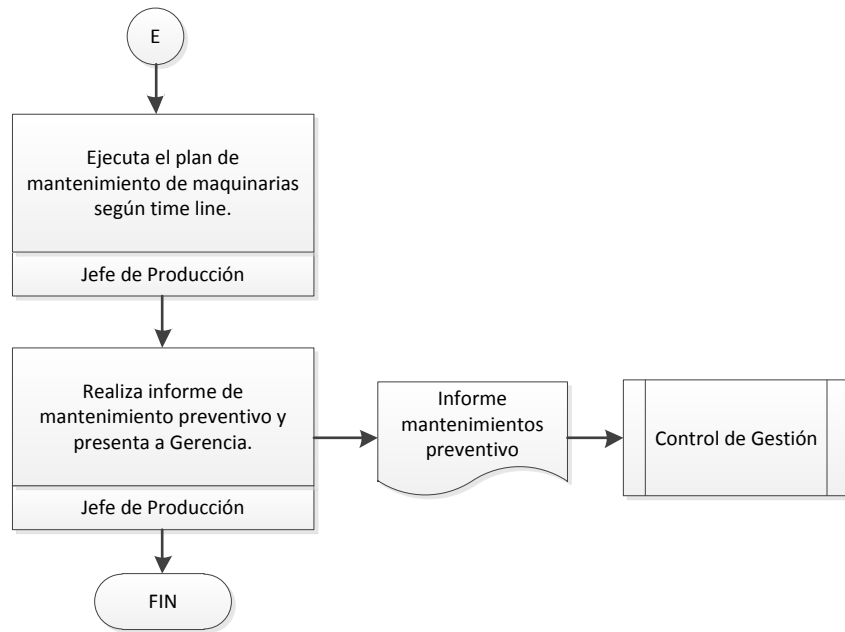 E
Ejecuta el plan de
mantenimiento de maquinarias
según time line.
Jefe de Producción
Realiza informe de
mantenimiento preventivo y
presenta a Gerencia.
Jefe de Producción
Informe
mantenimientos
preventivo
Control de Gestión
FIN